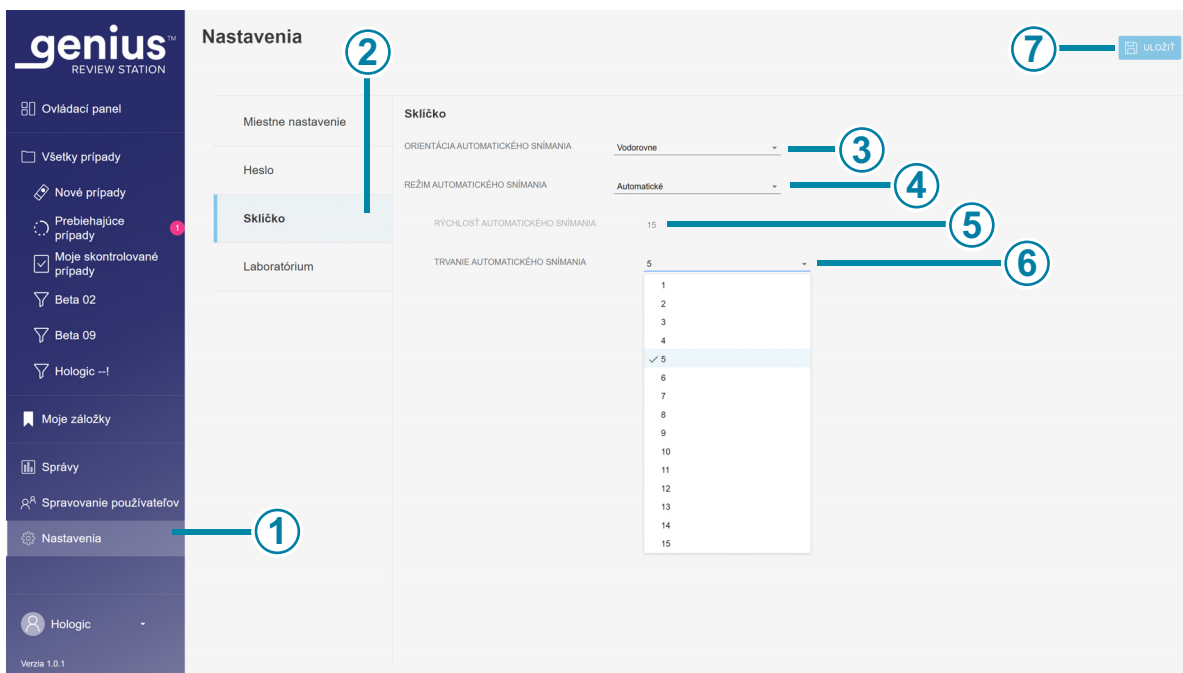 genius™
REVIEW STATION
Ovládací panel
Všetky prípady
Nové prípady
Prebiehajúce
prípady
1
Moje skontrolované
prípady
Beta 02
Beta 09
Hologic --!
Moje záložky
Správy
Spravovanie používateľov
Nastavenia
1
Hologic
Verzia 1.0.1
Nastavenia
2
7
ULOŽIŤ
Miestne nastavenie
Heslo
Sklíčko
Laboratórium
Sklíčko
ORIENTÁCIA AUTOMATICKÉHO SNÍMANIA
Vodorovne
3
REŽIM AUTOMATICKÉHO SNÍMANIA
Automatické
4
RÝCHLOSŤ AUTOMATICKÉHO SNÍMANIA
15
5
TRVANIE AUTOMATICKÉHO SNÍMANIA
5
6
1
2
3
4
5
6
7
8
9
10
11
12
13
14
15